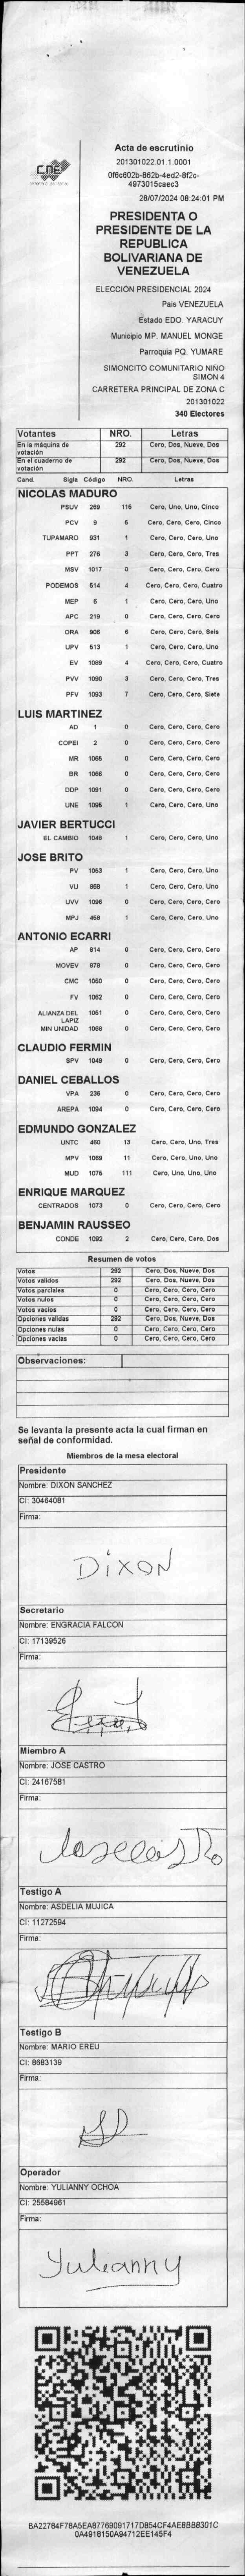 CNE
Acta de escrutinio
201301022.01.1.0001
0f6c602b-862b-4ed2-8f2c-
4973015caec3
28/07/2024 08:24:01 PM
PRESIDENTA O
PRESIDENTE DE LA
REPUBLICA
BOLIVARIANA DE
VENEZUELA
ELECCIÓN PRESIDENCIAL 2024
Pais VENEZUELA
Estado EDO. YARACUY
Municipio MP. MANUEL MONGE
Parroquia PQ. YUMARE
SIMONCITO COMUNITARIO NINO
SIMON 4
CARRETERA PRINCIPAL DE ZONA C
201301022
340 Electores
Votantes NRO. Letras
En la máquina de votación 292 Cero, Dos, Nueve, Dos
En el cuaderno de votación 292 Cero, Dos, Nueve, Dos
Cand. Sigla Código NRO. Letras
NICOLAS MADURO
PSUV 269 115 Cero, Uno, Uno, Cinco
PCV 9 5 Cero, Cero, Cero, Cinco
TUPAMARO 931 1 Cero, Cero, Cero, Uno
PPT 276 3 Cero, Cero, Cero, Tres
MSV 1017 0 Cero, Cero, Cero, Cero
PODEMOS 514 4 Cero, Cero, Cero, Cuatro
MEP 6 1 Cero, Cero, Cero, Uno
APC 219 0 Cero, Cero, Cero, Cero
ORA 906 6 Cero, Cero, Cero, Seis
UPV 513 1 Cero, Cero, Cero, Uno
EV 1089 4 Cero, Cero, Cero, Cuatro
PVV 1090 3 Cero, Cero, Cero, Tres
PFV 1093 7 Cero, Cero, Cero, Siete
LUIS MARTINEZ
AD 1 0 Cero, Cero, Cero, Cero
COPEI 2 0 Cero, Cero, Cero, Cero
MR 1065 0 Cero, Cero, Cero, Cero
BR 1066 0 Cero, Cero, Cero, Cero
DDP 1091 0 Cero, Cero, Cero, Cero
UNE 1095 1 Cero, Cero, Cero, Uno
JAVIER BERTUCCI
EL CAMBIO 1048 1 Cero, Cero, Cero, Uno
JOSE BRITO
PV 1053 1 Cero, Cero, Cero, Uno
VU 868 1 Cero, Cero, Cero, Uno
UVV 1096 0 Cero, Cero, Cero, Cero
MPJ 458 1 Cero, Cero, Cero, Uno
ANTONIO ECARRI
AP 914 0 Cero, Cero, Cero, Cero
MOVEV 978 0 Cero, Cero, Cero, Cero
CMC 1050 0 Cero, Cero, Cero, Cero
FV 1062 0 Cero, Cero, Cero, Cero
ALIANZA DEL LAPIZ 1051 0 Cero, Cero, Cero, Cero
MIN UNIDAD 1068 0 Cero, Cero, Cero, Cero
CLAUDIO FERMIN
SPV 1049 0 Cero, Cero, Cero, Cero
DANIEL CEBALLOS
VPA 236 0 Cero, Cero, Cero, Cero
AREPA 1094 0 Cero, Cero, Cero, Cero
EDMUNDO GONZALEZ
UNTC 460 13 Cero, Cero, Uno, Tres
MPV 1069 11 Cero, Cero, Uno, Uno
MUD 1075 111 Cero, Uno, Uno, Uno
ENRIQUE MARQUEZ
CENTRADOS 1073 0 Cero, Cero, Cero, Cero
BENJAMIN RAUSSEO
CONDE 1092 2 Cero, Cero, Cero, Dos
Resumen de votos
Votos 292 Cero, Dos, Nueve, Dos
Votos validos 292 Cero, Dos, Nueve, Dos
Votos parciales 0 Cero, Cero, Cero, Cero
Votos nulos 0 Cero, Cero, Cero, Cero
Votos vacios 0 Cero, Cero, Cero, Cero
Opciones validas 292 Cero, Dos, Nueve, Dos
Opciones nulas 0 Cero, Cero, Cero, Cero
Opciones vacias 0 Cero, Cero, Cero, Cero
Observaciones:
Se levanta la presente acta la cual firman en
señal de conformidad.
Miembros de la mesa electoral
Presidente
Nombre: DIXON SANCHEZ
CI: 30464081
Firma:
DIXON
Secretario
Nombre: ENGRACIA FALCON
CI: 17139526
Firma:
Miembro A
Nombre: JOSE CASTRO
CI: 24167581
Firma:
Testigo A
Nombre: ASDELIA MUJICA
CI: 11272594
Firma:
Testigo B
Nombre: MARIO EREU
CI: 8683139
Firma:
Operador
Nombre: YULIANNY OCHOA
CI: 25584961
Firma:
Yulianny
BA22784F78A5EA87769091717D854CF4AE8BB8301C
0A4918150A94712EE145F4